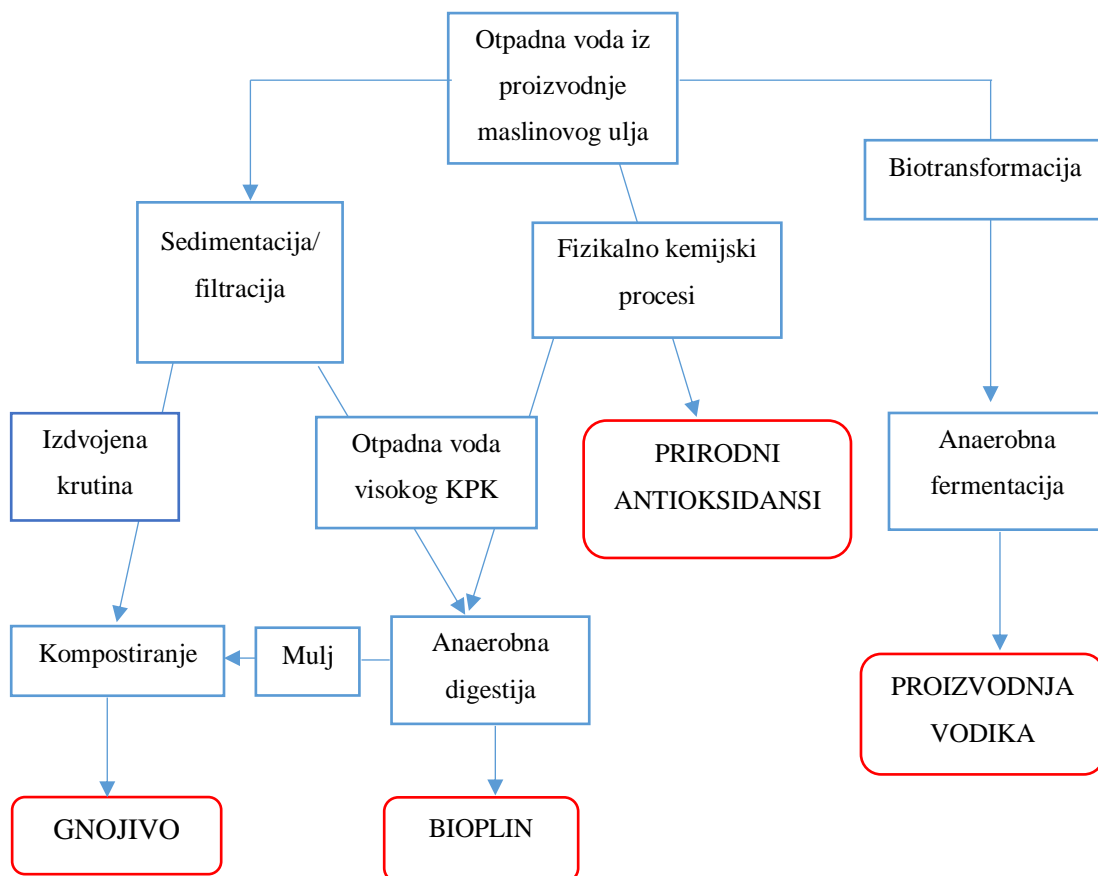 Otpadna voda iz
proizvodnje
maslinovog ulja
Biotransformacija
Sedimentacija/
filtracija
Fizikalno kemijski
procesi
Izdvojena
krutina
Otpadna voda
visokog KPK
PRIRODNI
ANTIOKSIDANSI
Anaerobna
fermentacija
Kompostiranje
Mulj
Anaerobna
digestija
PROIZVODNJA
VODIKA
GNOJIVO
BIOPLIN